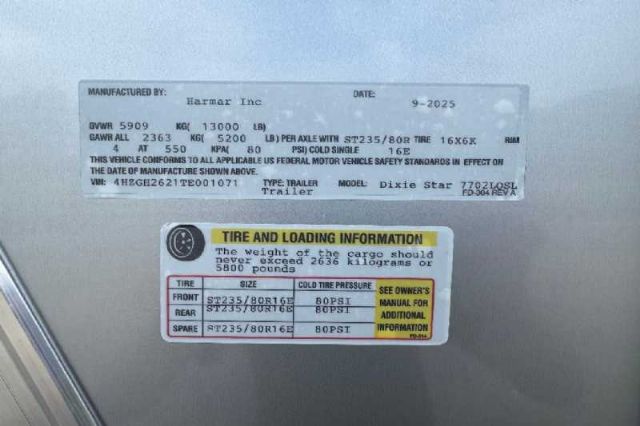 MANUFACTURED BY: Harmar Inc DATE: 9-2025
GVWR 5909 KG( 13000 LB)
GAWR ALL 2363 KG( 5200 LB) PER AXLE WITH ST235/80R TIRE 16X6K RIM
4 AT 550 KPA( 80 PSI) COLD SINGLE 16E
THIS VEHICLE CONFORMS TO ALL APPLICABLE US FEDERAL MOTOR VEHICLE SAFETY STANDARDS IN EFFECT ON
THE DATE OF MANUFACTURE SHOWN ABOVE.
VIN: 4HZGH2621TE001071 TYPE: TRAILER MODEL: Dixie Star 7702LQSL
Trailer FD-304 REV A
TIRE AND LOADING INFORMATION
The weight of the cargo should
never exceed 2636 kilograms or
5800 pounds
TIRE SIZE COLD TIRE PRESSURE SEE OWNER'S
FRONT ST235/80R16E 80PSI MANUAL FOR
REAR ST235/80R16E 80PSI ADDITIONAL
SPARE ST235/80R16E 80PSI INFORMATION